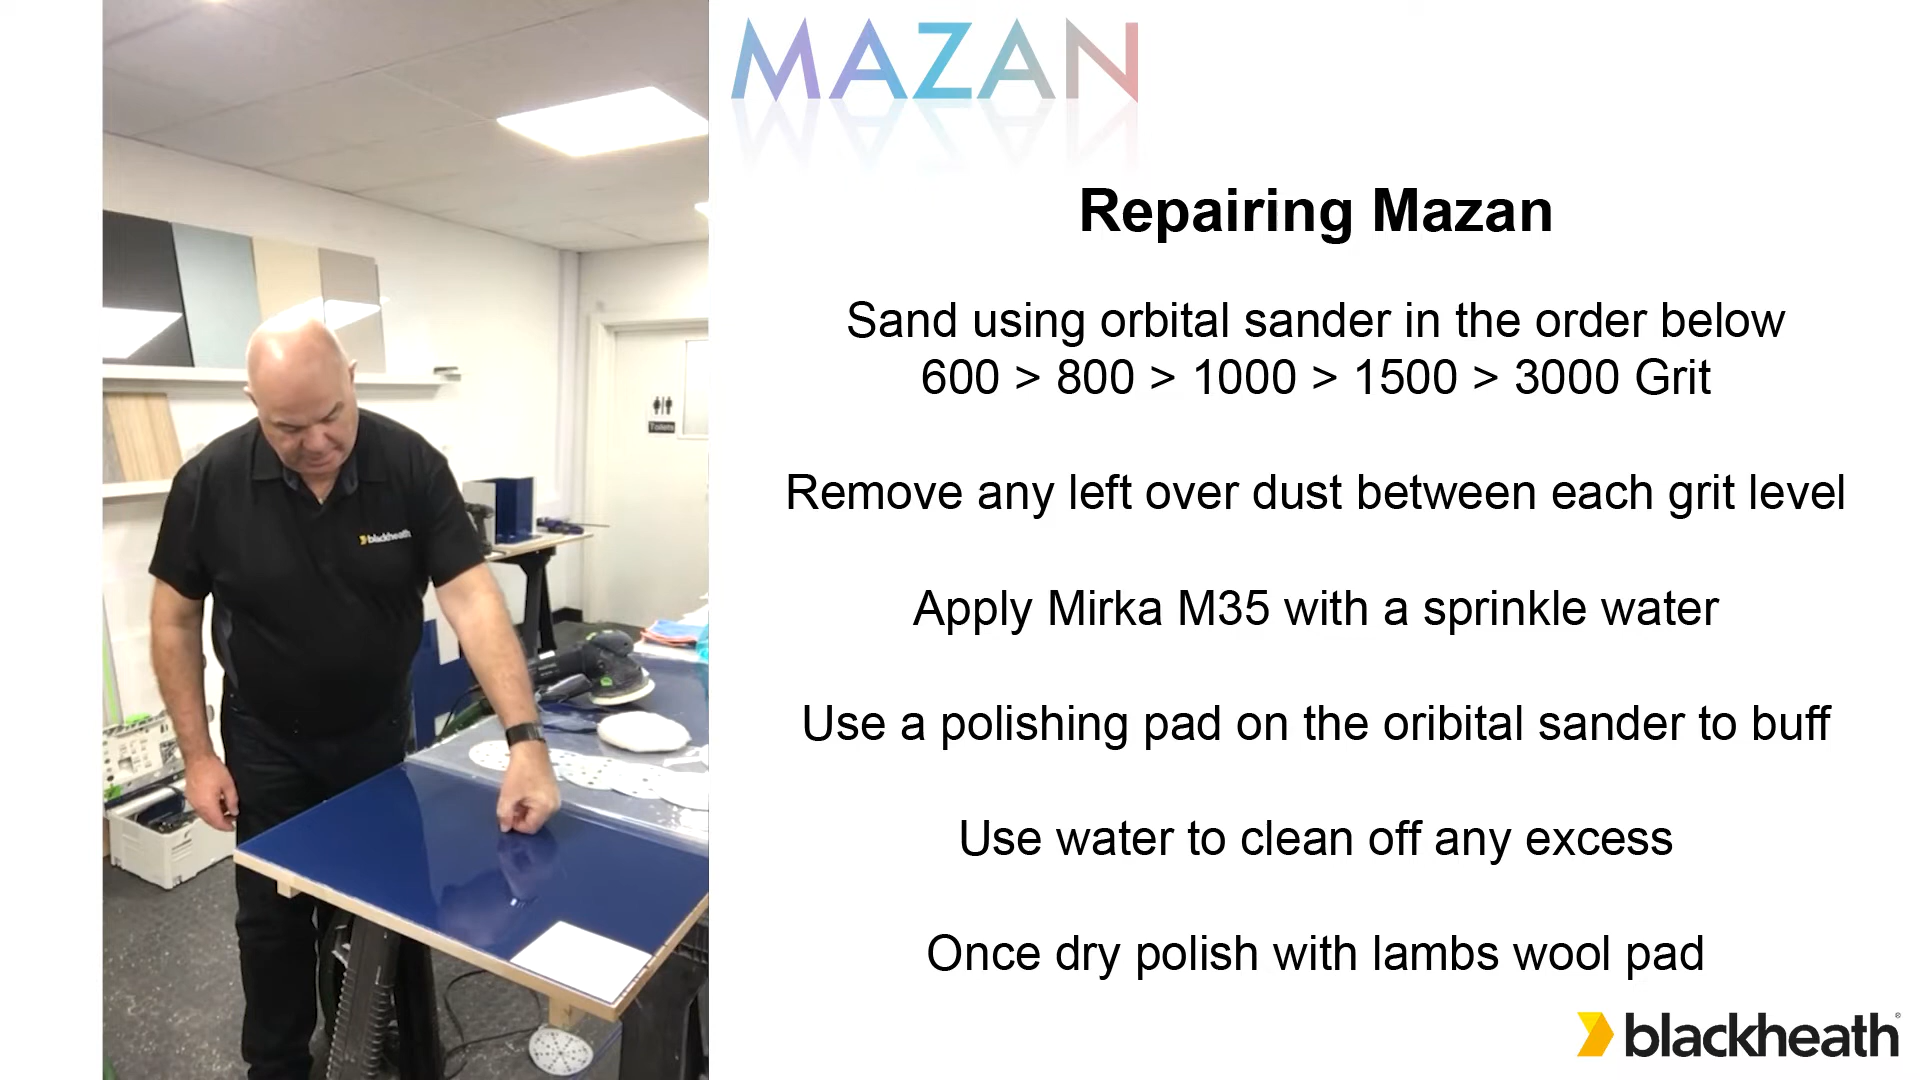 MAZAN
Repairing Mazan
Sand using orbital sander in the order below
600 > 800 > 1000 > 1500 > 3000 Grit
Remove any left over dust between each grit level
Apply Mirka M35 with a sprinkle water
Use a polishing pad on the oribital sander to buff
Use water to clean off any excess
Once dry polish with lambs wool pad
blackheath®
Toilets
blackheath